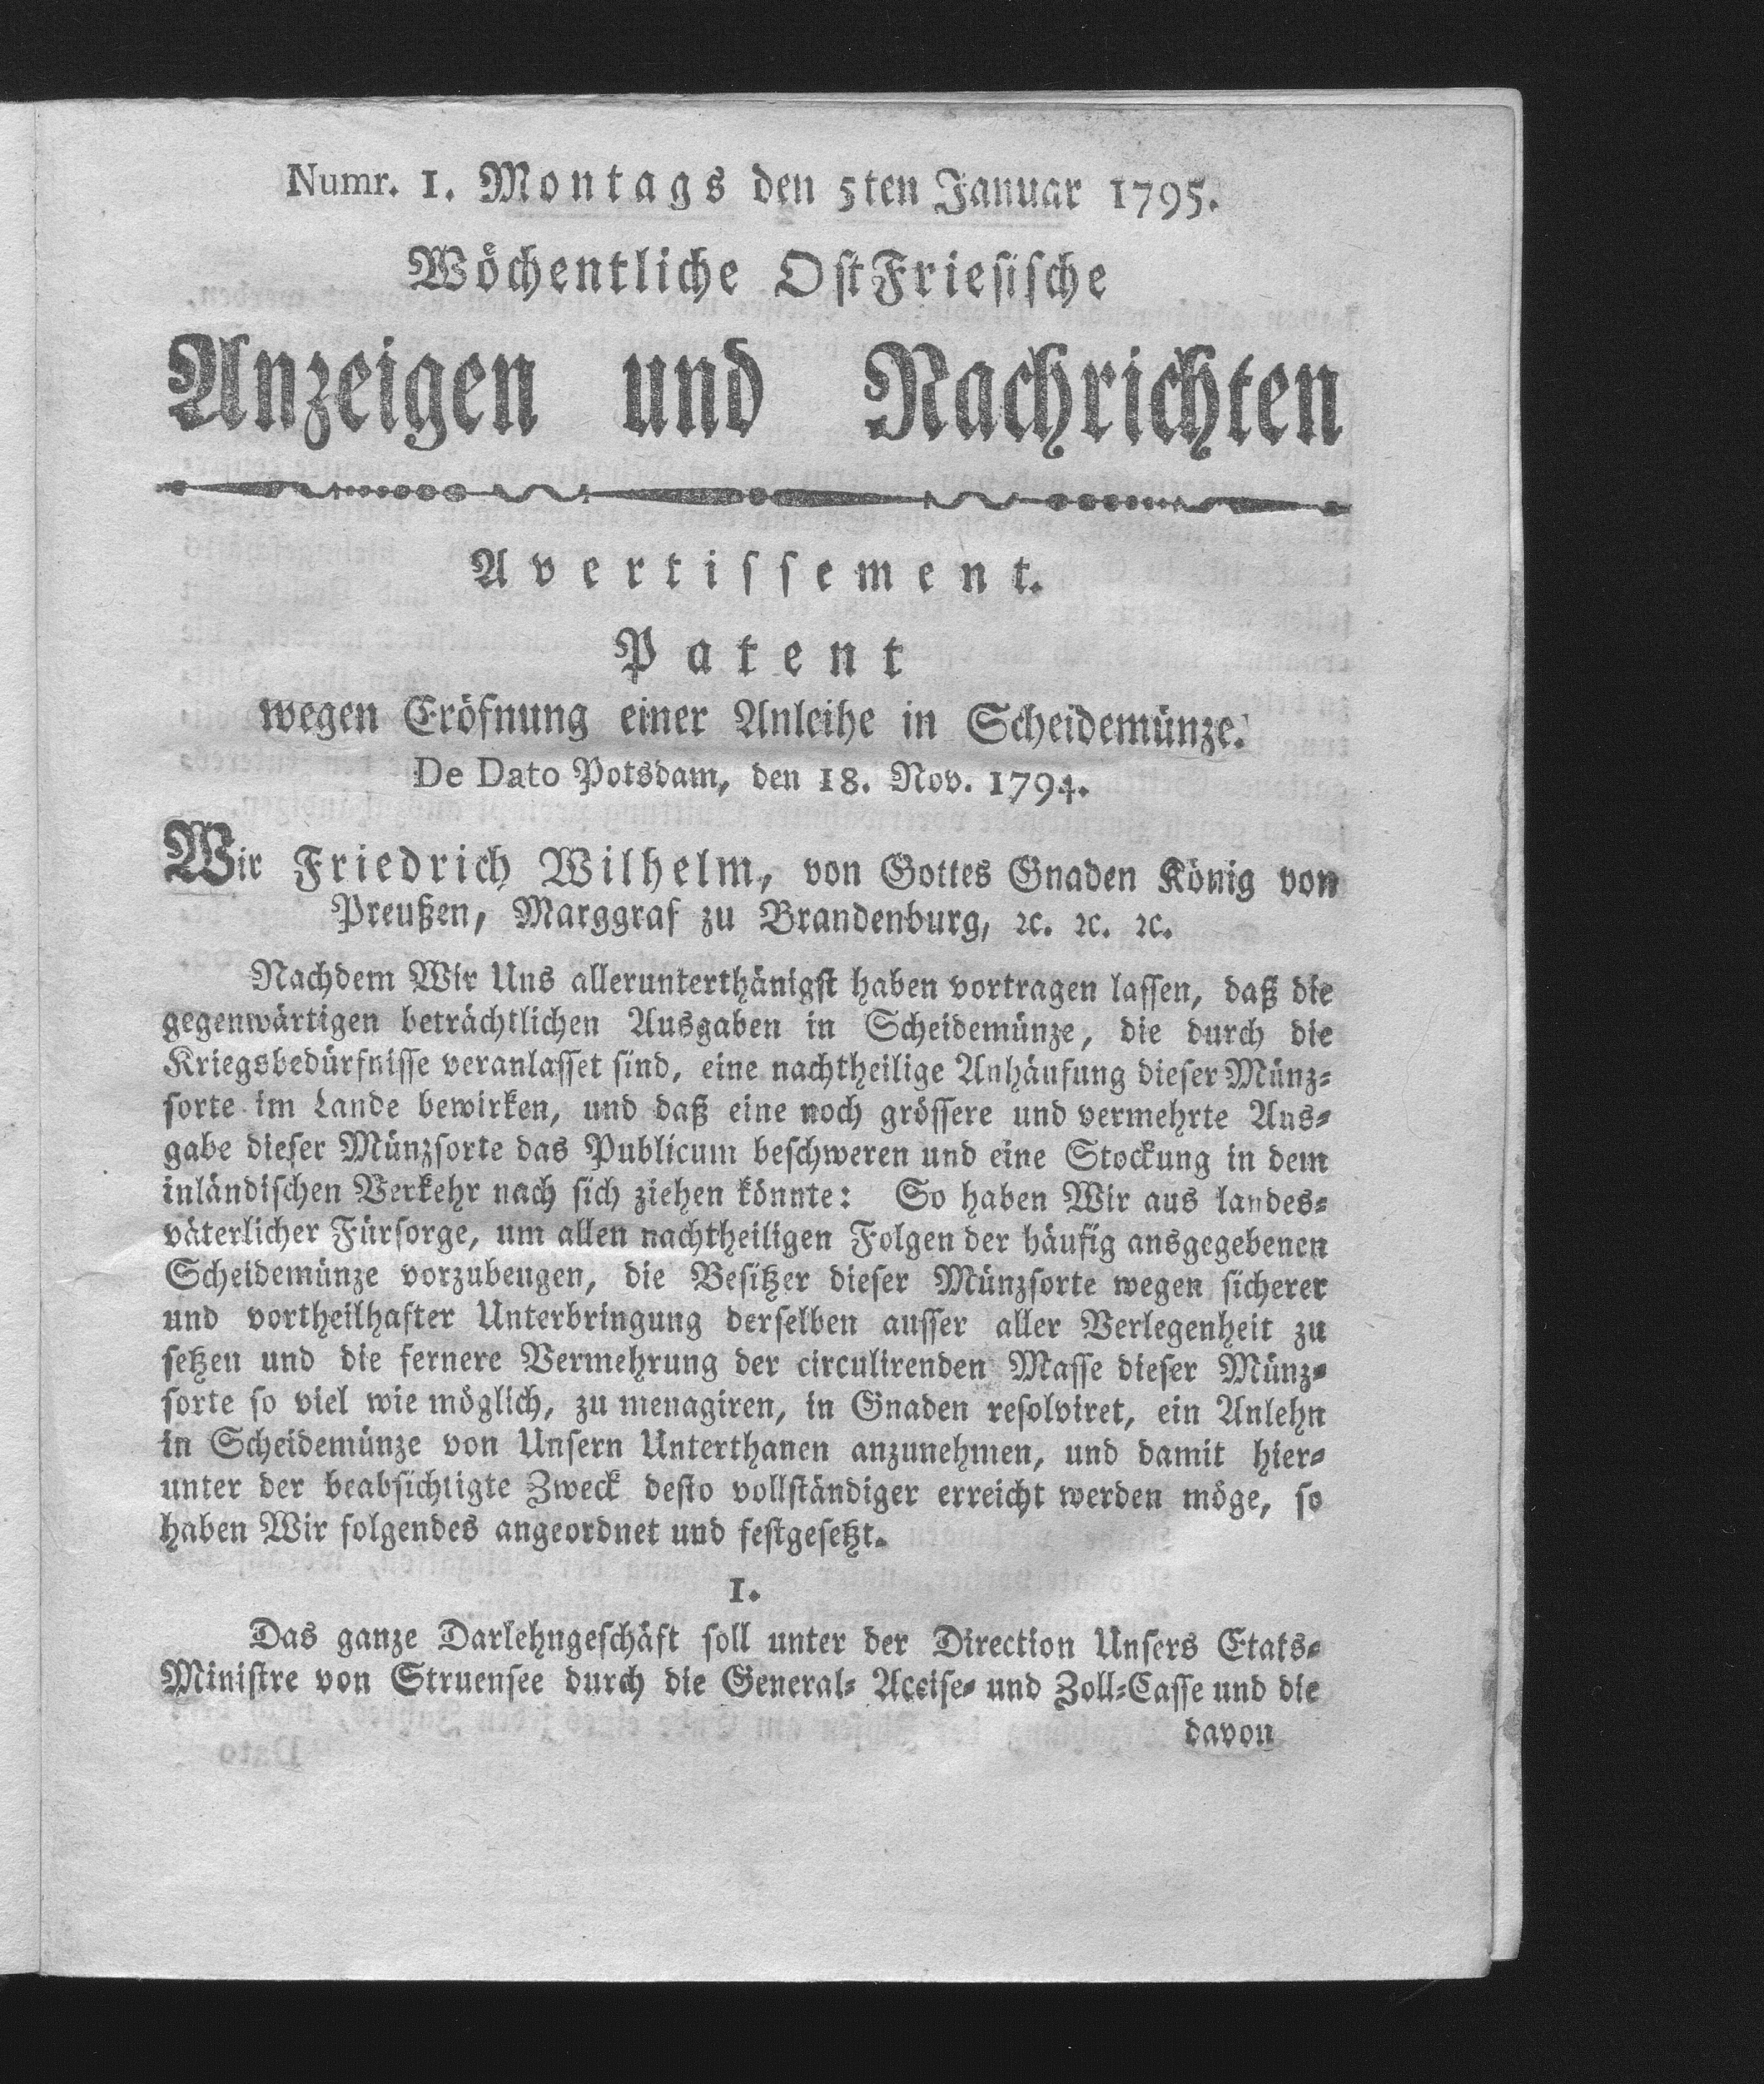 Numr. 1. Montags den 5ten Januar 1795.
Wöchentliche OstFriesische
Anzeigen und Nachrichten
Avertissement.
Patent
wegen Eröfnung einer Anleihe in Scheidemünze.
De Dato Potsdam, den 18. Nov. 1794.
Wir Friedrich Wilhelm, von Gottes Gnaden König von
Preußen, Marggraf zu Brandenburg, ꝛc. ꝛc. ꝛc.
Nachdem Wir Uns allerunterthänigst haben vortragen lassen, daß die
gegenwärtigen beträchtlichen Ausgaben in Scheidemünze, die durch die
Kriegsbedürfnisse veranlasset sind, eine nachtheilige Anhäufung dieser Münz-
sorte im Lande bewirken, und daß eine noch grössere und vermehrte Aus-
gabe dieser Münzsorte das Publicum beschweren und eine Stockung in dem
inländischen Verkehr nach sich ziehen könnte: So haben Wir aus landes-
väterlicher Fürsorge, um allen nachtheiligen Folgen der häufig ansgegebenen
Scheidemünze vorzubeugen, die Besitzer dieser Münzsorte wegen sicherer
und vortheilhafter Unterbringung derselben ausser aller Verlegenheit zu
setzen und die fernere Vermehrung der circulirenden Masse dieser Münz-
sorte so viel wie möglich, zu menagiren, in Gnaden resolviret, ein Anlehn
in Scheidemünze von Unsern Unterthanen anzunehmen, und damit hier-
unter der beabsichtigte Zweck desto vollständiger erreicht werden möge, so
haben Wir folgendes angeordnet und festgesetzt.
1.
Das ganze Darlehngeschäft soll unter der Direction Unsers Etats-
Ministre von Struensee durch die General- Accise- und Zoll-Casse und die
davon